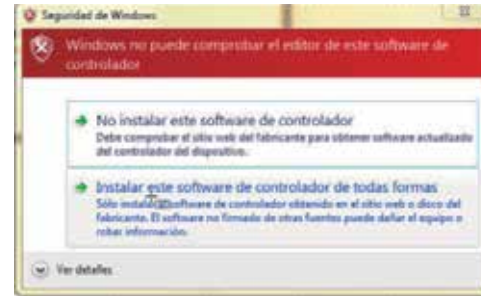 Seguridad de Windows
Windows no puede comprobar el editor de este software de
controlador
No instalar este software de controlador
Debe comprobar el sitio web del fabricante para obtener software actualizado
del controlador del dispositivo.
Instalar este software de controlador de todas formas
Sólo instale software de controlador obtenido en el sitio web o disco del
fabricante. El software no firmado de otras fuentes puede dañar el equipo o
robar información.
Ver detalles